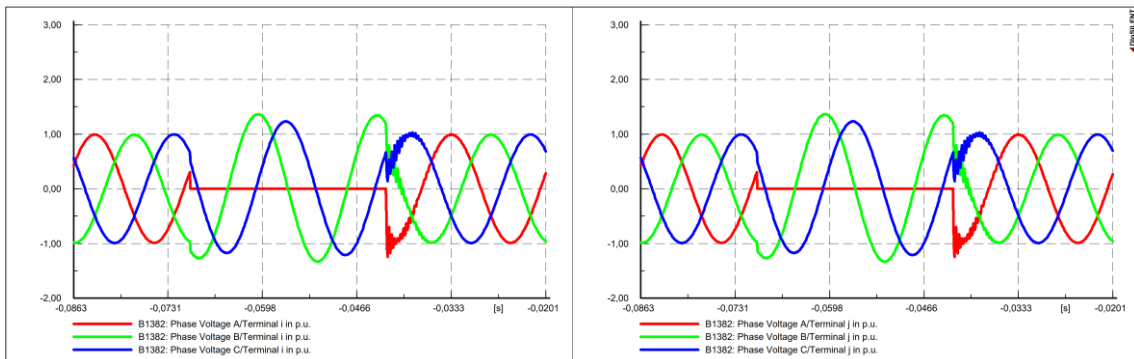 3,00
2,00
1,00
0,00
-1,00
-2,00
-0,0863 -0,0731 -0,0598 -0,0466 -0,0333 [s] -0,0201
B1382: Phase Voltage A/Terminal i in p.u.
B1382: Phase Voltage B/Terminal i in p.u.
B1382: Phase Voltage C/Terminal i in p.u.
3,00
2,00
1,00
0,00
-1,00
-2,00
-0,0863 -0,0731 -0,0598 -0,0466 -0,0333 [s] -0,0201
B1382: Phase Voltage A/Terminal j in p.u.
B1382: Phase Voltage B/Terminal j in p.u.
B1382: Phase Voltage C/Terminal j in p.u.
DIgSILENT